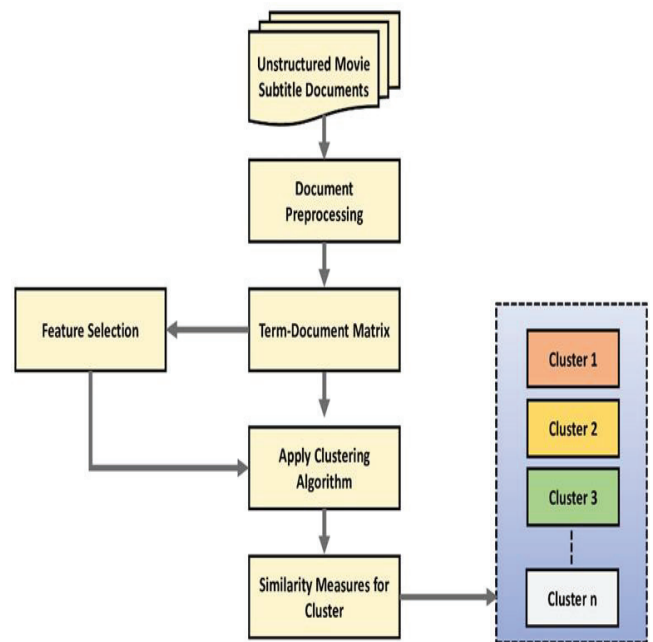 Unstructured Movie
Subtitle Documents
Document
Preprocessing
Feature Selection
Term-Document Matrix
Apply Clustering
Algorithm
Similarity Measures for
Cluster
Cluster 1
Cluster 2
Cluster 3
Cluster n